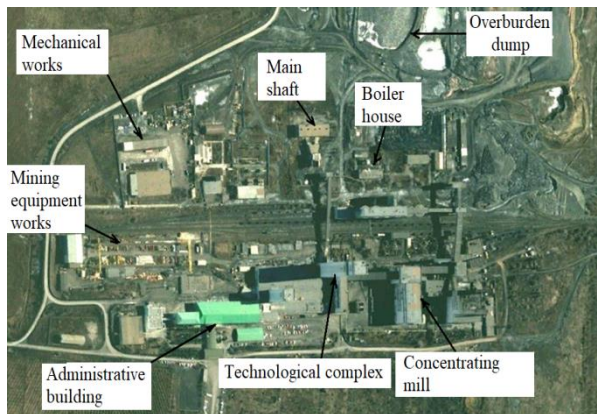 Overburden
dump
Mechanical
works
Main
shaft
Boiler
house
Mining
equipment
works
Administrative
building
Technological complex
Concentrating
mill